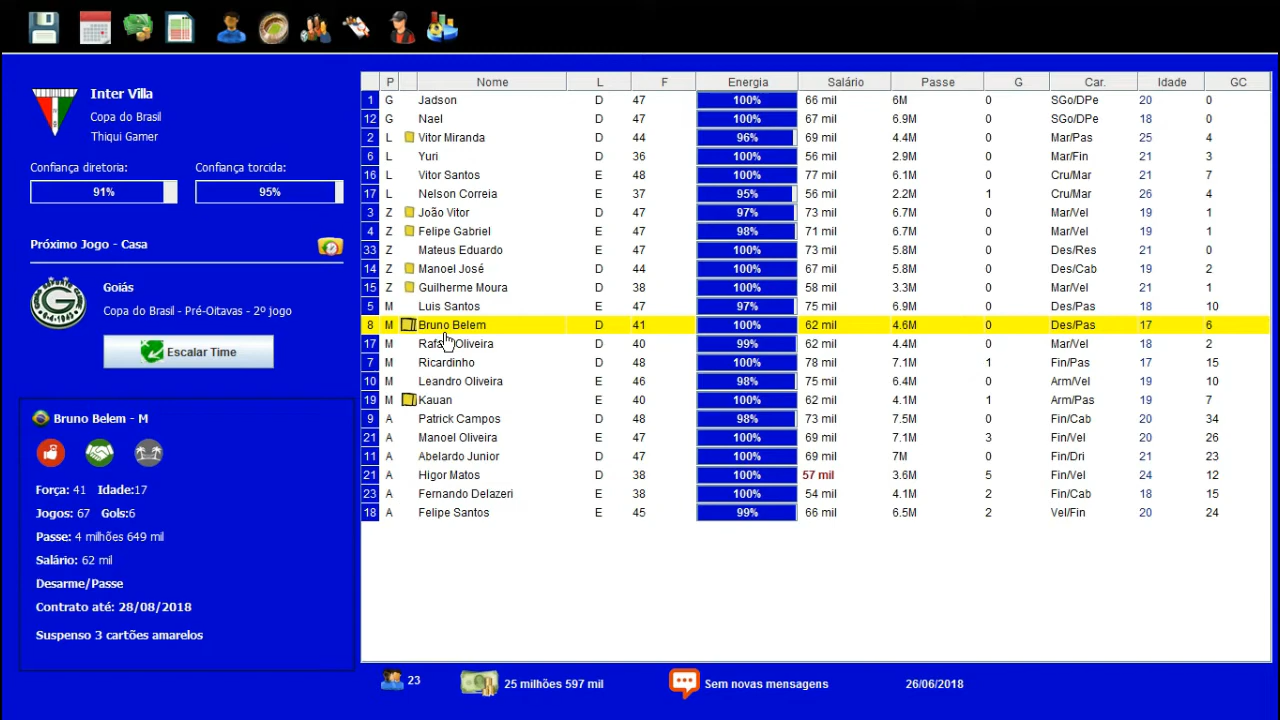 Inter Villa
Copa do Brasil
Thiqui Gamer
Confiança diretoria: Confiança torcida:
91% 95%
Próximo Jogo - Casa
Goiás
Copa do Brasil - Pré-Oitavas - 2º jogo
Escalar Time
Bruno Belem - M
Força: 41 Idade:17
Jogos: 67 Gols:6
Passe: 4 milhões 649 mil
Salário: 62 mil
Desarme/Passe
Contrato até: 28/08/2018
Suspenso 3 cartões amarelos
P Nome L F Energia Salário Passe G Car. Idade GC
1 G Jadson D 47 100% 66 mil 6M 0 SGo/DPe 20 0
12 G Nael D 47 100% 67 mil 6.9M 0 SGo/DPe 18 0
2 L Vitor Miranda D 44 96% 69 mil 4.4M 0 Mar/Pas 25 4
6 L Yuri D 36 100% 56 mil 2.9M 0 Mar/Fin 21 3
16 L Vitor Santos E 48 100% 77 mil 6.1M 0 Cru/Mar 21 7
17 L Nelson Correia E 37 95% 56 mil 2.2M 1 Cru/Mar 26 4
3 Z João Vitor D 47 97% 73 mil 6.7M 0 Mar/Vel 19 1
4 Z Felipe Gabriel E 47 98% 71 mil 6.7M 0 Mar/Vel 19 1
33 Z Mateus Eduardo E 47 100% 73 mil 5.8M 0 Des/Res 21 0
14 Z Manoel José D 44 100% 67 mil 5.8M 0 Des/Cab 19 2
15 Z Guilherme Moura D 47 100% 58 mil 3.3M 0 Mar/Vel 21 1
5 M Luis Santos E 47 97% 75 mil 6.9M 0 Des/Pas 18 10
8 M Bruno Belem D 41 100% 62 mil 4.6M 0 Des/Pas 17 6
17 M Oliveira D 40 99% 62 mil 4.4M 0 Mar/Vel 18 2
7 M Ricardinho D 48 100% 78 mil 7.1M 1 Fin/Pas 17 15
10 M Leandro Oliveira E 46 98% 75 mil 6.4M 0 Arm/Vel 19 10
19 M Kauan E 40 100% 62 mil 4.1M 1 Arm/Pas 19 7
9 A Patrick Campos D 48 98% 73 mil 7.5M 0 Fin/Cab 20 34
21 A Manoel Oliveira E 47 100% 69 mil 7.1M 3 Fin/Vel 20 26
11 A Abelardo Junior D 47 100% 69 mil 7M 0 Fin/Dri 21 23
21 A Higor Matos D 38 100% 57 mil 3.6M 5 Fin/Vel 24 12
23 A Fernando Delazeri E 38 100% 54 mil 4.1M 2 Fin/Cab 18 15
18 A Felipe Santos E 45 99% 66 mil 6.5M 2 Vel/Fin 20 24
23 25 milhões 597 mil Sem novas mensagens 26/06/2018